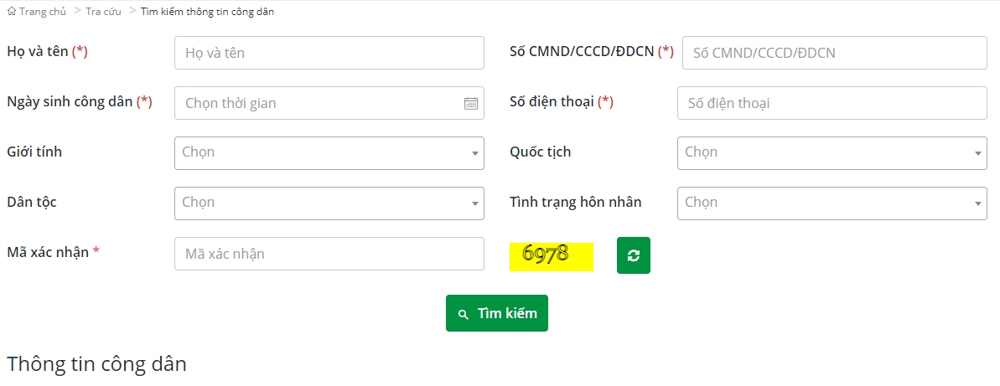 Trang chủ > Tra cứu > Tìm kiếm thông tin công dân
Họ và tên (*) Họ và tên Số CMND/CCCD/ĐDCN (*) Số CMND/CCCD/ĐDCN
Ngày sinh công dân (*) Chọn thời gian Số điện thoại (*) Số điện thoại
Giới tính Chọn Quốc tịch Chọn
Dân tộc Chọn Tình trạng hôn nhân Chọn
Mã xác nhận * Mã xác nhận 6978
Tìm kiếm
Thông tin công dân